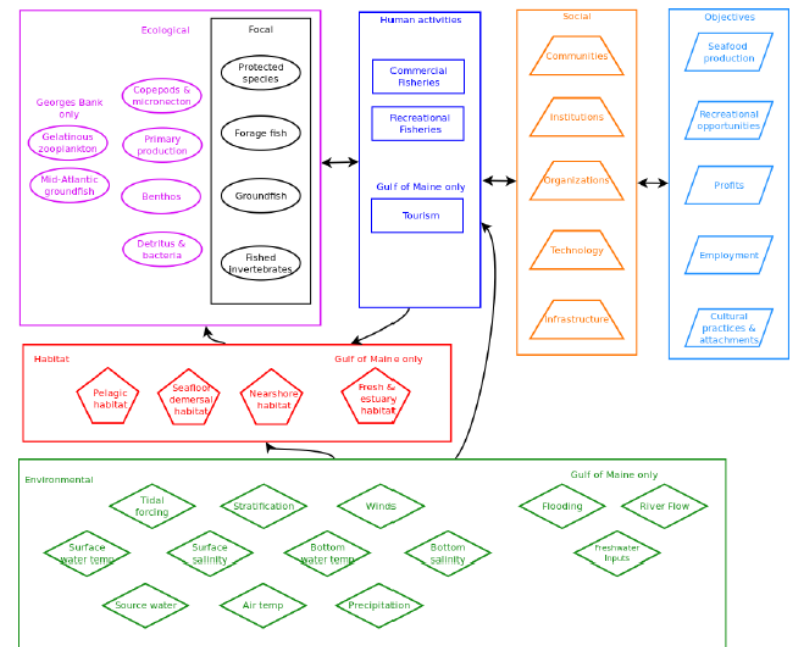 Ecological
Focal
Protected
species
Forage fish
Groundfish
Fished
Invertebrates
Copepods &
micronecton
Primary
production
Benthos
Detritus &
bacteria
Georges Bank
only
Gelatinous
zooplankton
Mid-Atlantic
groundfish
Human activities
Commercial
Fisheries
Recreational
Fisheries
Gulf of Maine only
Tourism
Social
Communities
Institutions
Organizations
Technology
Infrastructure
Objectives
Seafood
production
Recreational
opportunities
Profits
Employment
Cultural
practices &
attachments
Habitat
Gulf of Maine only
Pelagic
habitat
Seafloor
demersal
habitat
Nearshore
habitat
Fresh &
estuary
habitat
Environmental
Gulf of Maine only
Tidal
forcing
Stratification
Winds
Flooding
River Flow
Surface
water temp
Surface
salinity
Bottom
water temp
Bottom
salinity
Freshwater
Inputs
Source water
Air temp
Precipitation